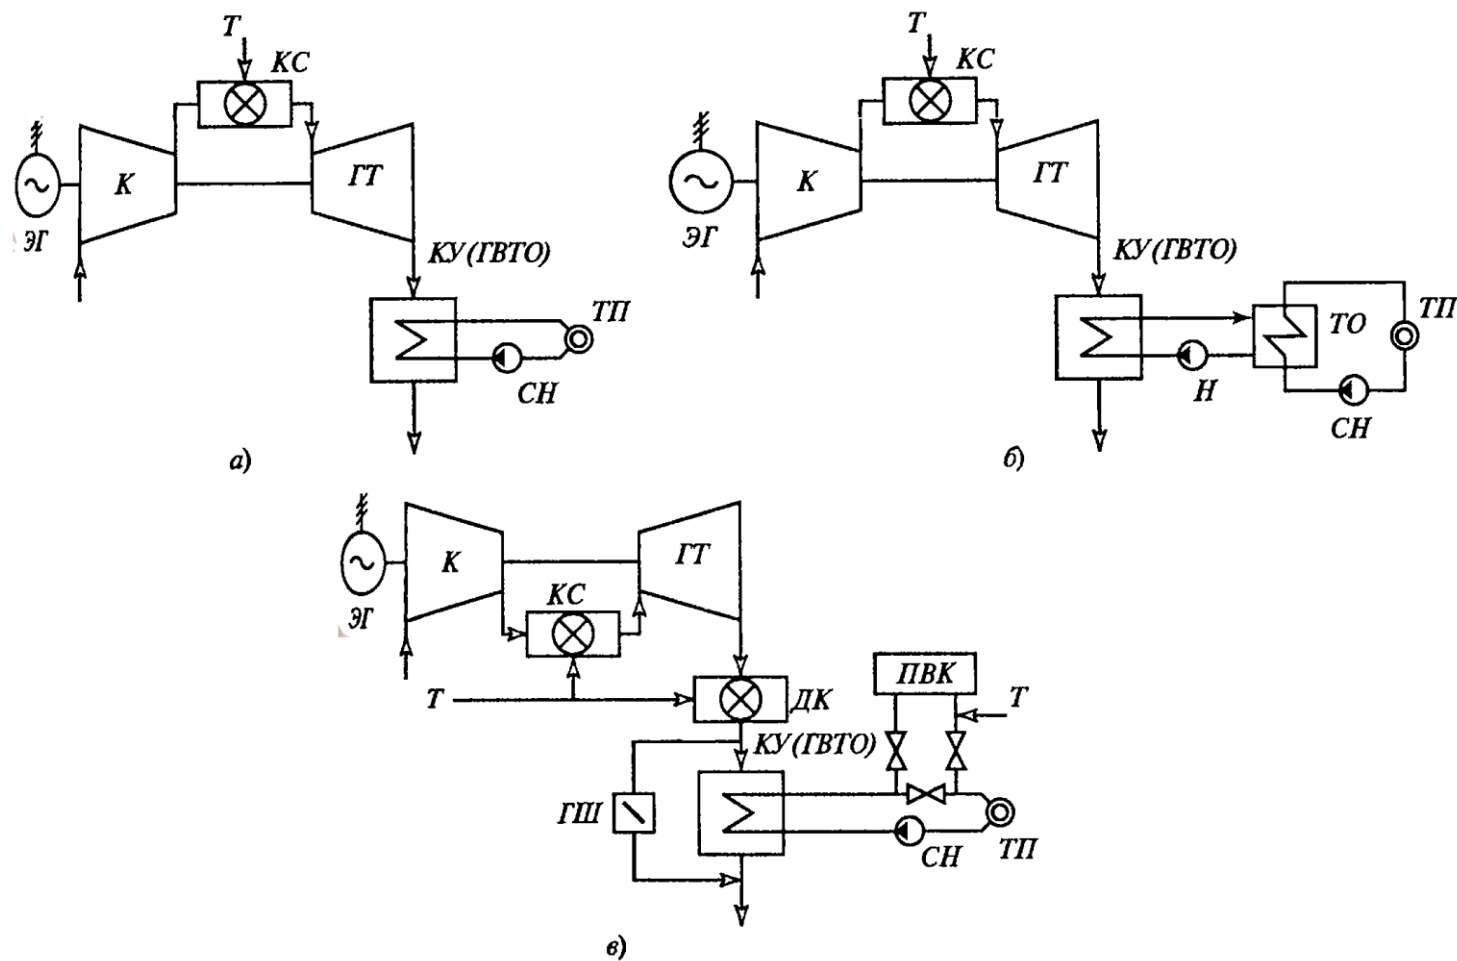 Т
КС
К
ГТ
ЭГ
КУ(ГВТО)
ТП
СН
а)
Т
КС
К
ГТ
ЭГ
КУ(ГВТО)
ТО
ТП
Н
СН
б)
К
ГТ
КС
ЭГ
Т
ДК
ПВК
Т
КУ(ГВТО)
ГШ
СН
ТП
в)